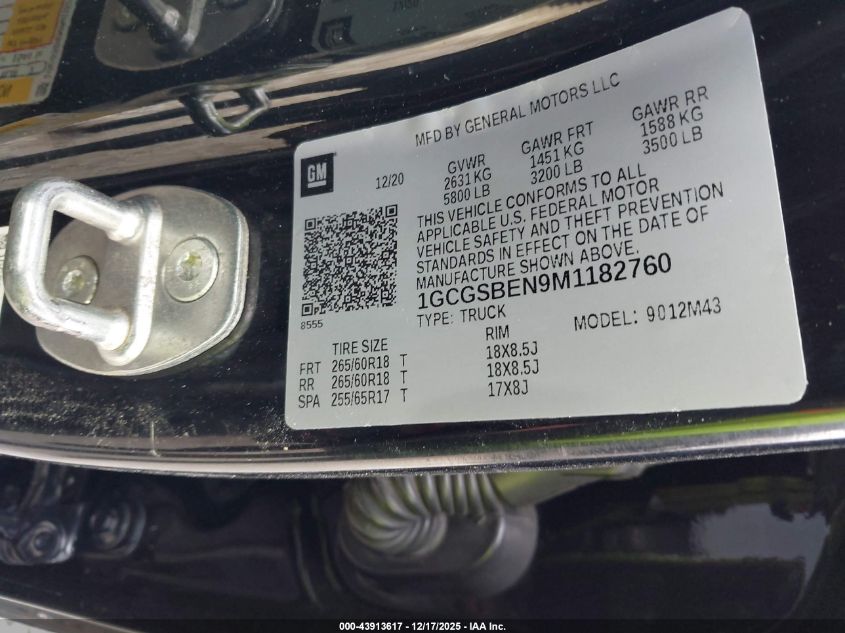 MFD BY GENERAL MOTORS LLC
GM
12/20
GVWR
2631 KG
5800 LB
GAWR FRT
1451 KG
3200 LB
GAWR RR
1588 KG
3500 LB
THIS VEHICLE CONFORMS TO ALL
APPLICABLE U.S. FEDERAL MOTOR
VEHICLE SAFETY AND THEFT PREVENTION
STANDARDS IN EFFECT ON THE DATE OF
MANUFACTURE SHOWN ABOVE.
1GCGSBEN9M1182760
8555
TYPE: TRUCK
MODEL: 9012M43
TIRE SIZE RIM
FRT 265/60R18 T 18X8.5J
RR 265/60R18 T 18X8.5J
SPA 255/65R17 T 17X8J
000-43913617 - 12/17/2025 - IAA Inc.